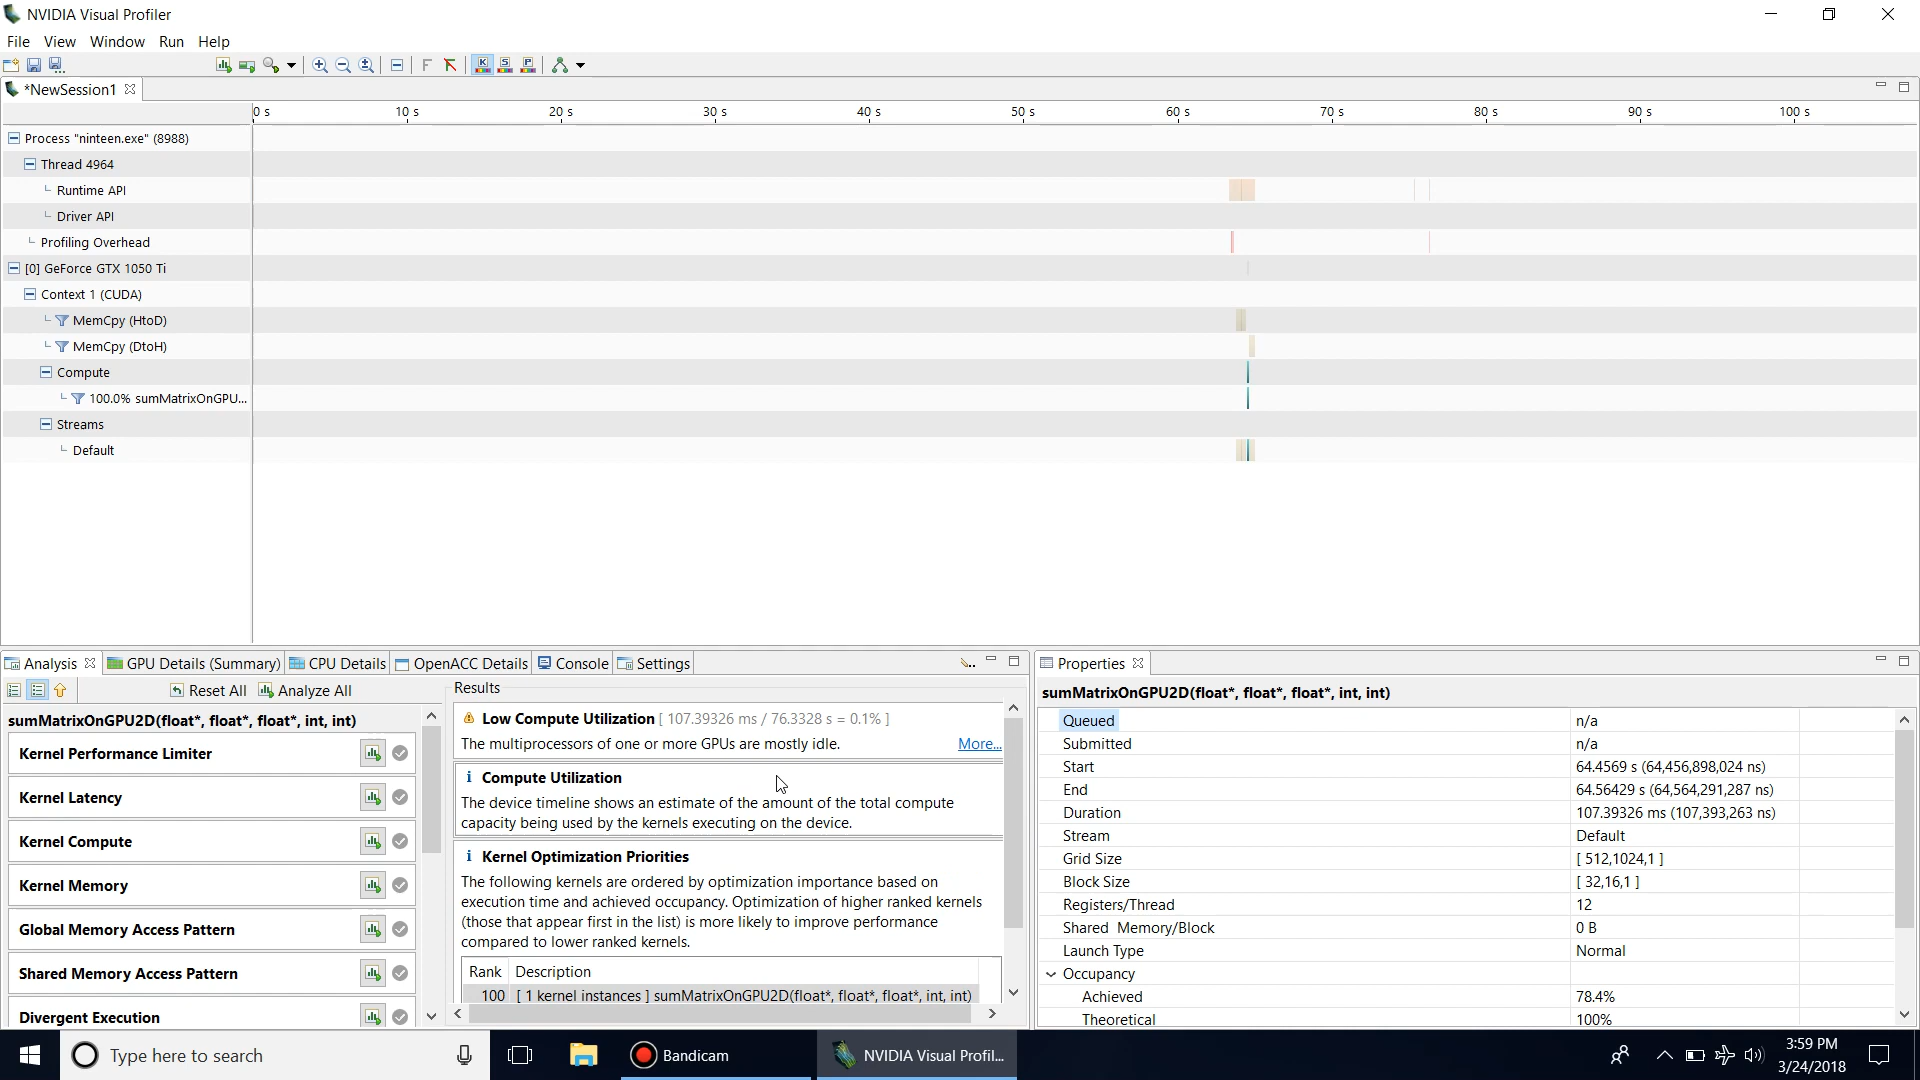 NVIDIA Visual Profiler
File View Window Run Help
*NewSession1
0 s 10 s 20 s 30 s 40 s 50 s 60 s 70 s 80 s 90 s 100 s
Process "ninteen.exe" (8988)
Thread 4964
Runtime API
Driver API
Profiling Overhead
[0] GeForce GTX 1050 Ti
Context 1 (CUDA)
MemCpy (HtoD)
MemCpy (DtoH)
Compute
100.0% sumMatrixOnGPU...
Streams
Default
Analysis GPU Details (Summary) CPU Details OpenACC Details Console Settings
Reset All Analyze All
sumMatrixOnGPU2D(float*, float*, float*, int, int)
Kernel Performance Limiter
Kernel Latency
Kernel Compute
Kernel Memory
Global Memory Access Pattern
Shared Memory Access Pattern
Divergent Execution
Results
Low Compute Utilization [ 107.39326 ms / 76.3328 s = 0.1% ]
The multiprocessors of one or more GPUs are mostly idle. More...
i Compute Utilization
The device timeline shows an estimate of the amount of the total compute
capacity being used by the kernels executing on the device.
i Kernel Optimization Priorities
The following kernels are ordered by optimization importance based on
execution time and achieved occupancy. Optimization of higher ranked kernels
(those that appear first in the list) is more likely to improve performance
compared to lower ranked kernels.
Rank Description
100 [ 1 kernel instances ] sumMatrixOnGPU2D(float*, float*, float*, int, int)
Properties
sumMatrixOnGPU2D(float*, float*, float*, int, int)
Queued n/a
Submitted n/a
Start 64.4569 s (64,456,898,024 ns)
End 64.56429 s (64,564,291,287 ns)
Duration 107.39326 ms (107,393,263 ns)
Stream Default
Grid Size [ 512,1024,1 ]
Block Size [ 32,16,1 ]
Registers/Thread 12
Shared Memory/Block 0 B
Launch Type Normal
Occupancy
Achieved 78.4%
Theoretical 100%
Type here to search
Bandicam
NVIDIA Visual Profil...
3:59 PM
3/24/2018